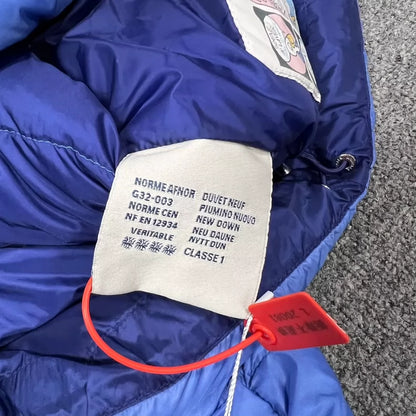 NORME AFNOR
G32-003
NORME CEN
NF EN 12934
VERITABLE
DUVET NEUF
PIUMINO NUOVO
NEW DOWN
NEU DAUNE
NYTT DUN
CLASSE 1